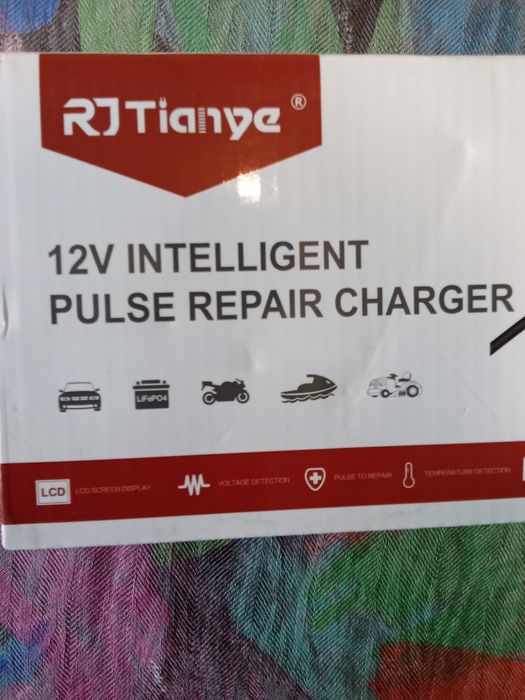 RJTianye ®
12V INTELLIGENT
PULSE REPAIR CHARGER
LiFePO4
LCD LCD SCREEN DISPLAY VOLTAGE DETECTION PULSE TO REPAIR TEMPERATURE DETECTION